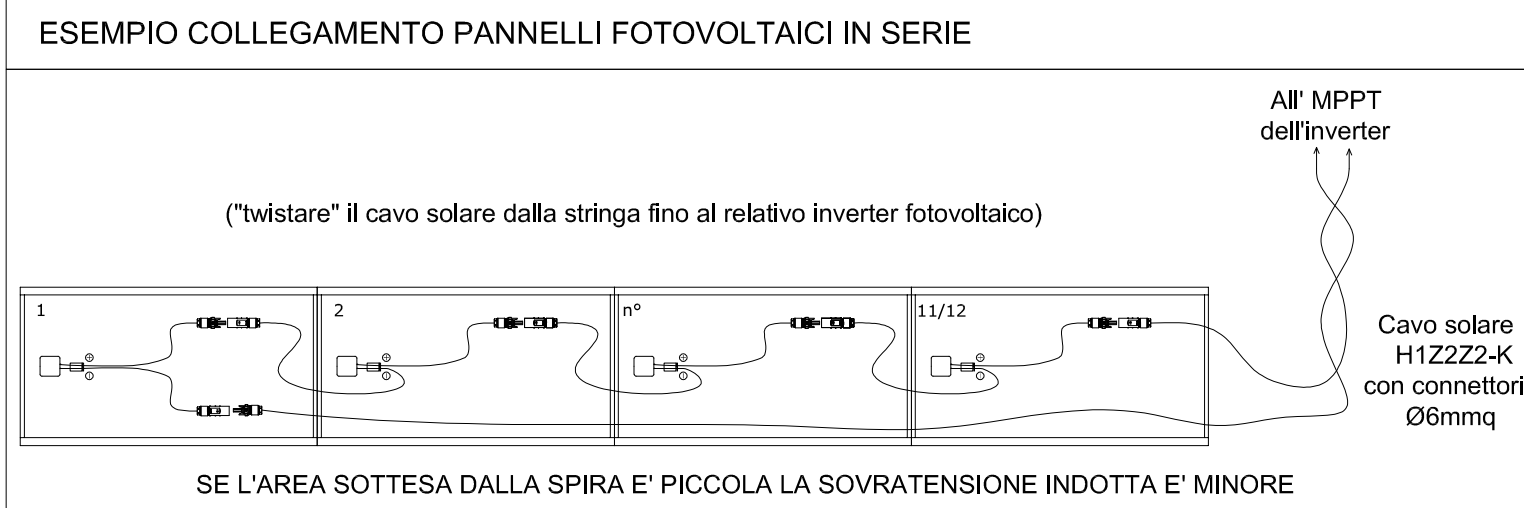 ESEMPIO COLLEGAMENTO PANNELLI FOTOVOLTAICI IN SERIE
All' MPPT
dell'inverter
("twistare" il cavo solare dalla stringa fino al relativo inverter fotovoltaico)
1
2
n°
11/12
Cavo solare
H1Z2Z2-K
con connettori
Ø6mmq
SE L'AREA SOTTESA DALLA SPIRA E' PICCOLA LA SOVRATENSIONE INDOTTA E' MINORE